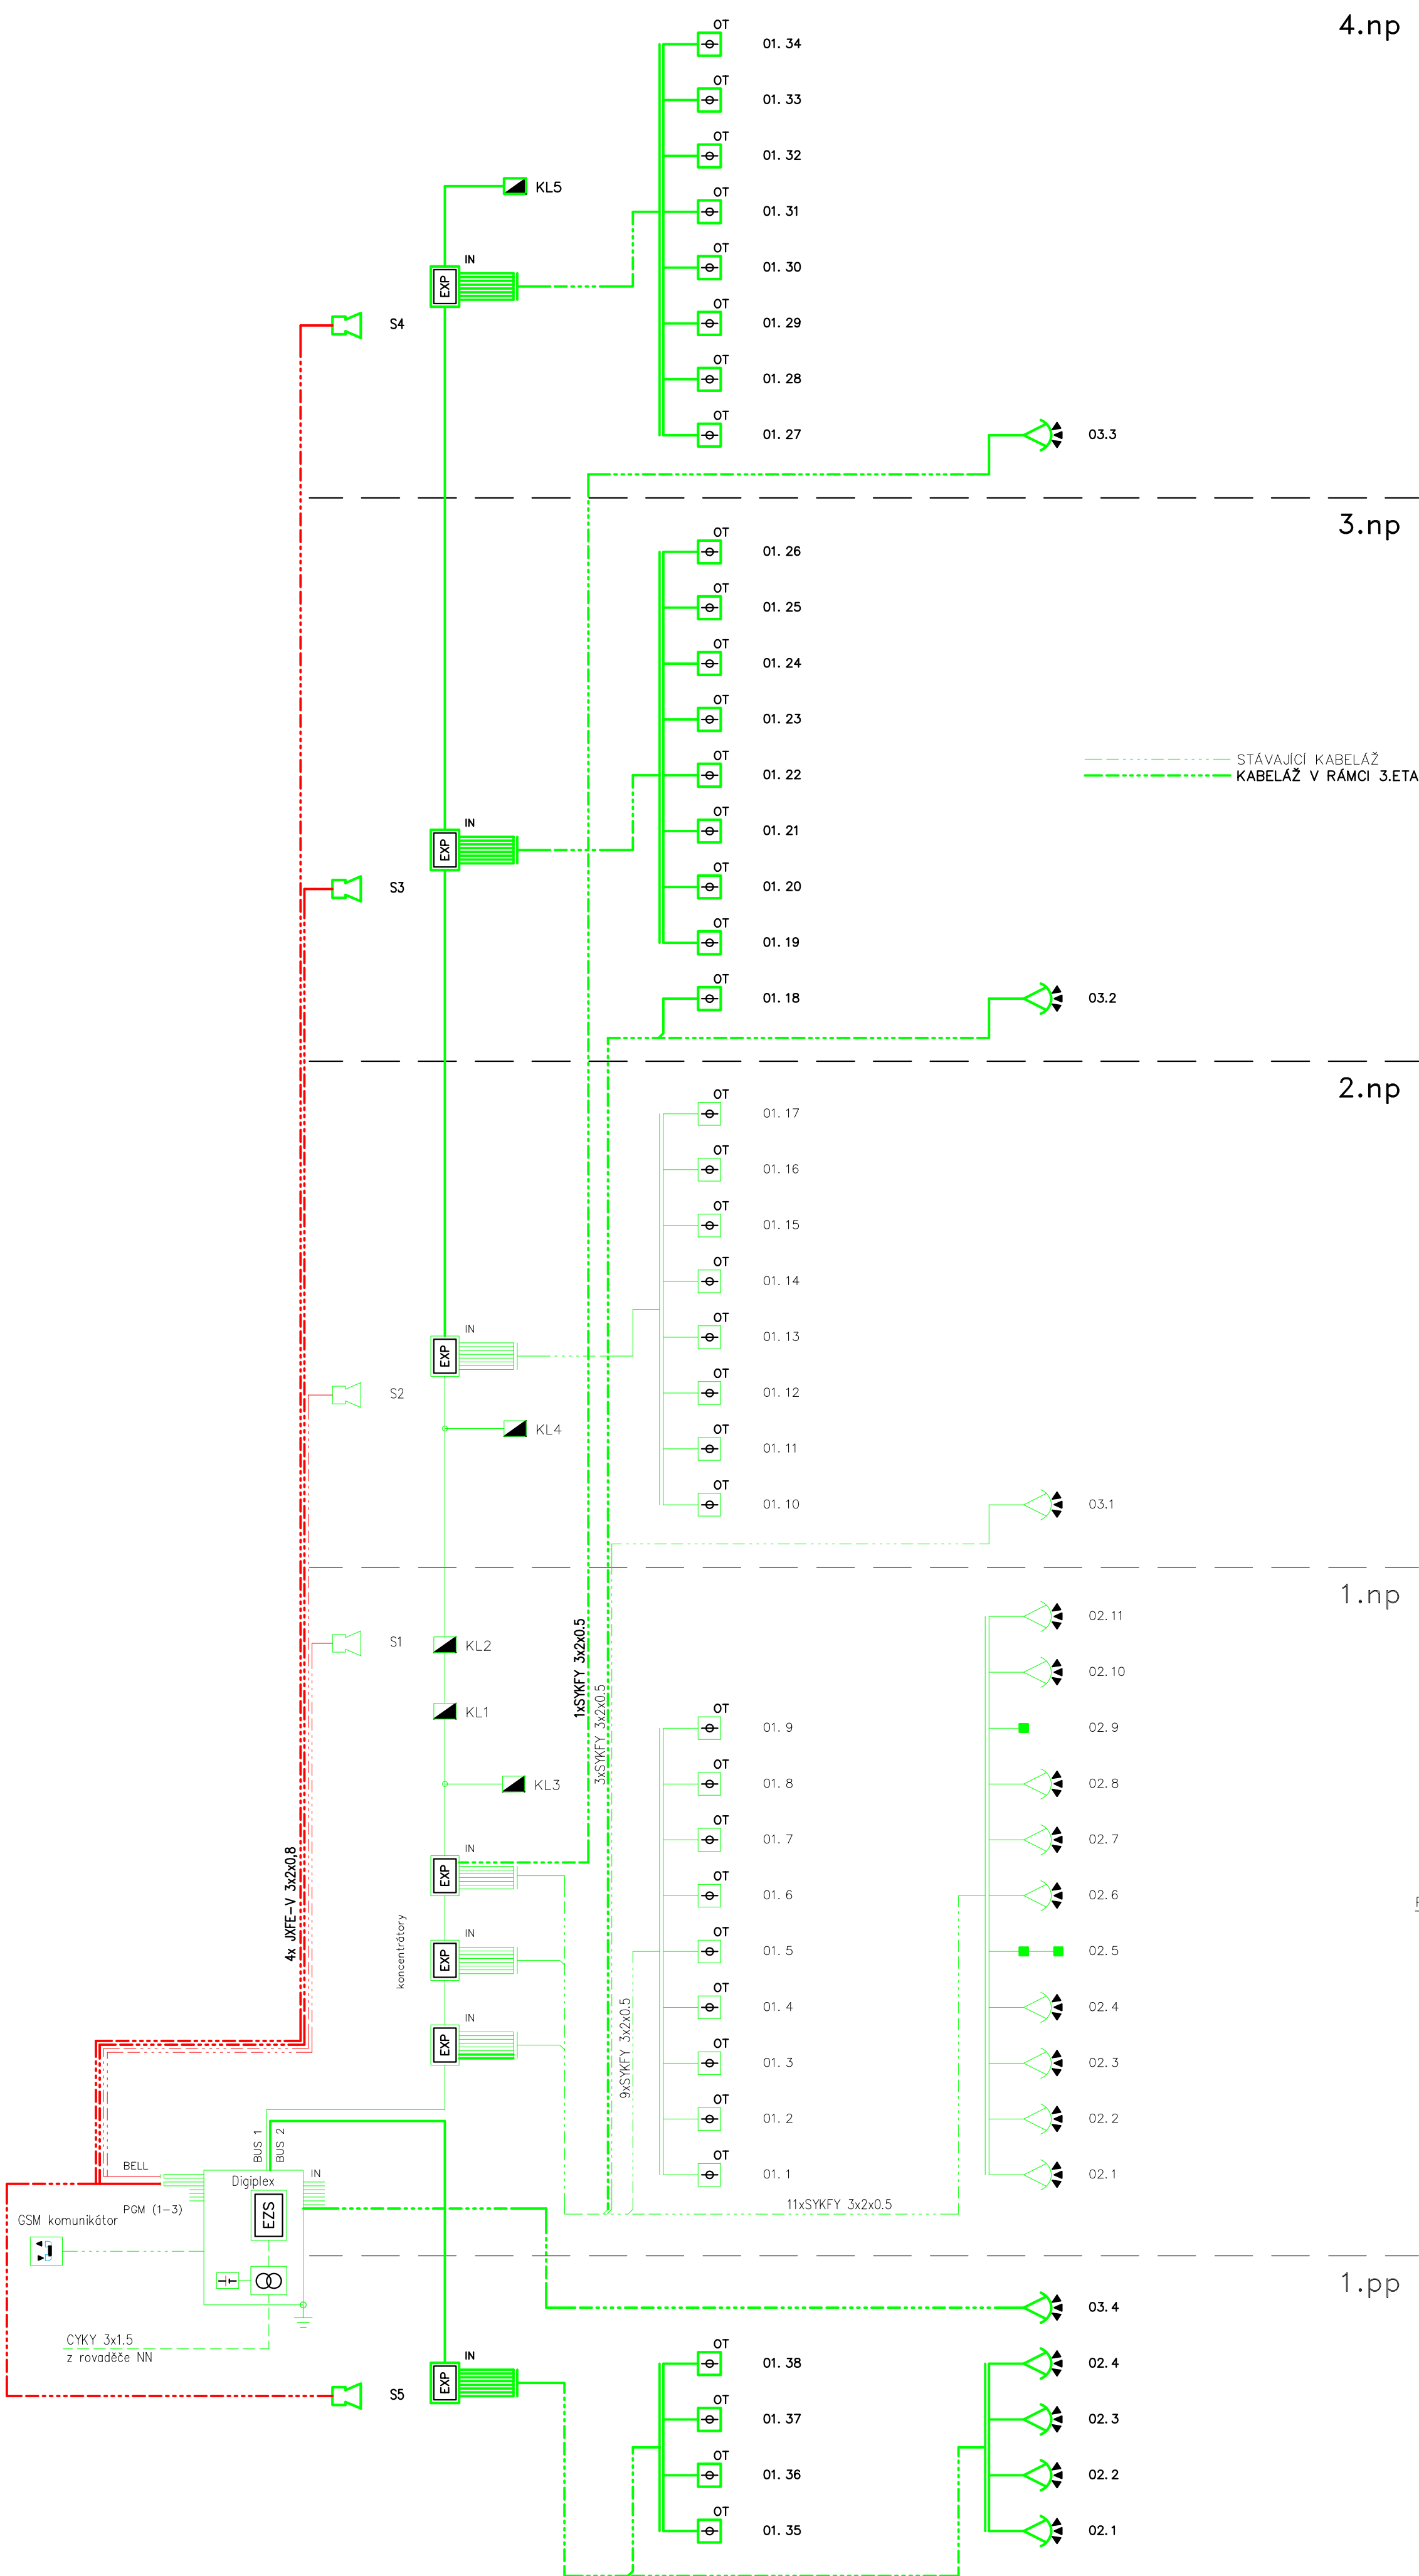 4.np
OT
01.34
OT
01.33
OT
01.32
KL5
OT
01.31
IN
EXP
OT
01.30
S4
OT
01.29
OT
01.28
OT
01.27
03.3
3.np
OT
01.26
OT
01.25
OT
01.24
OT
01.23
STÁVAJÍCÍ KABELÁŽ
KABELÁŽ V RÁMCI 3.ETA
OT
01.22
IN
EXP
OT
01.21
S3
OT
01.20
OT
01.19
OT
01.18
03.2
2.np
OT
01.17
OT
01.16
OT
01.15
OT
01.14
IN
EXP
OT
01.13
S2
OT
01.12
KL4
OT
01.11
OT
01.10
03.1
1.np
02.11
S1
KL2
1xSYKFY 3x2x0.5
3xSYKFY 3x2x0.5
02.10
KL1
OT
01.9
02.9
KL3
OT
01.8
02.8
OT
01.7
02.7
IN
EXP
4x JXFE-V 3x2x0,8
OT
01.6
02.6
koncentrátory
IN
EXP
OT
01.5
02.5
9xSYKFY 3x2x0.5
OT
01.4
02.4
IN
EXP
OT
01.3
02.3
OT
01.2
02.2
BUS 1
BUS 2
BELL
Digiplex
IN
OT
01.1
02.1
PGM (1-3)
11xSYKFY 3x2x0.5
GSM komunikátor
EZS
1.pp
03.4
CYKY 3x1.5
z rovaděče NN
IN
EXP
OT
01.38
02.4
S5
OT
01.37
02.3
OT
01.36
02.2
OT
01.35
02.1